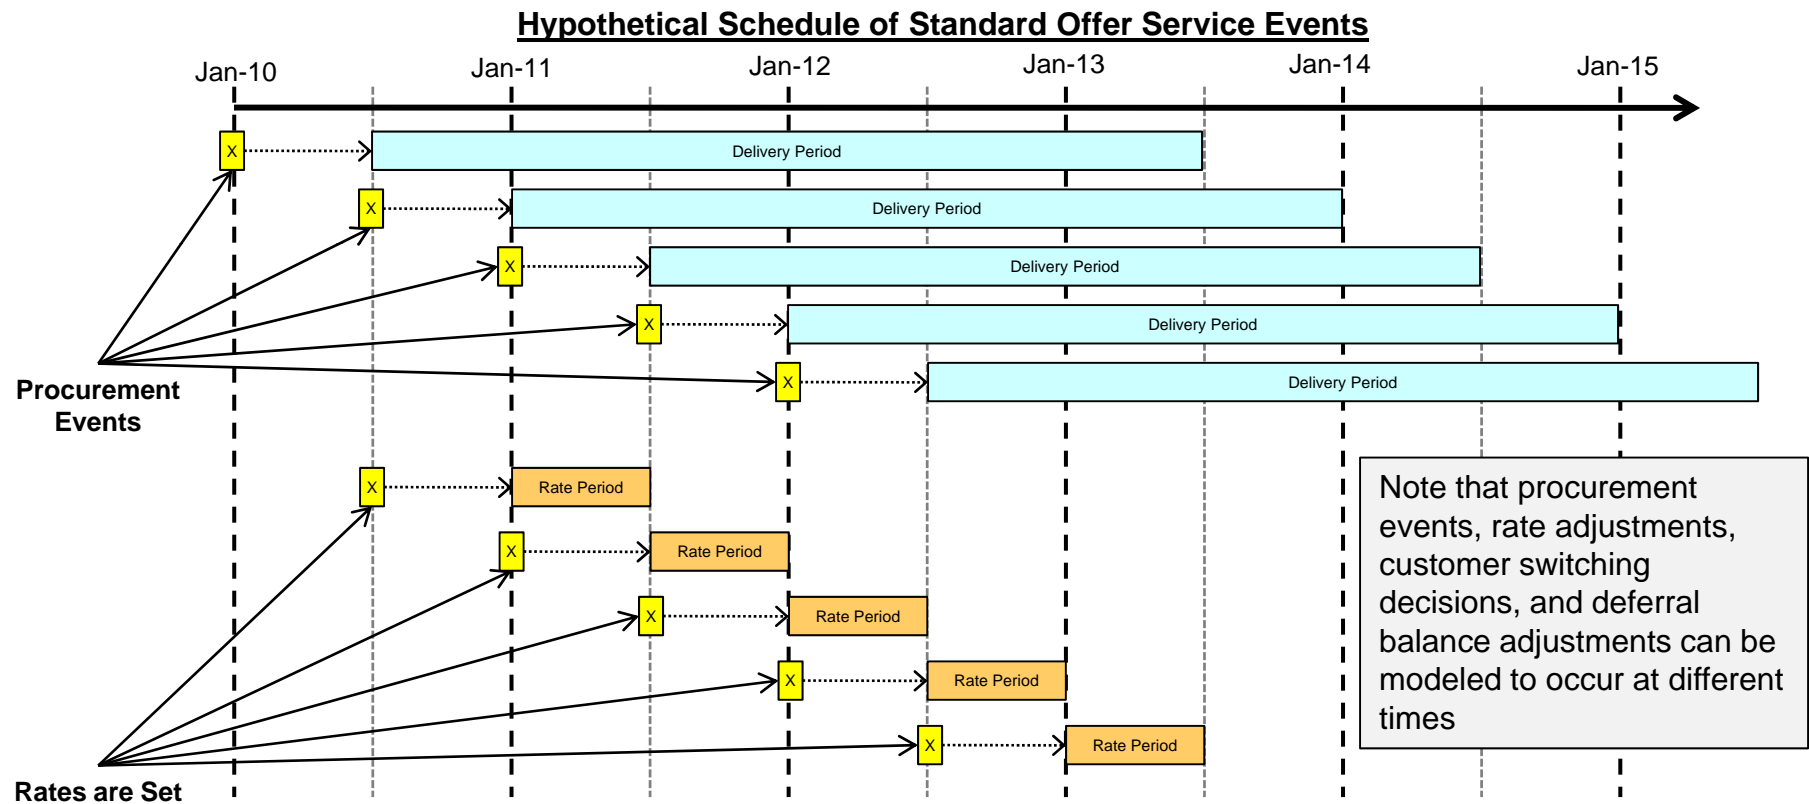 Hypothetical Schedule of Standard Offer Service Events
Jan-10 Jan-11 Jan-12 Jan-13 Jan-14 Jan-15
X Delivery Period
X Delivery Period
X Delivery Period
X Delivery Period
X Delivery Period
Procurement
Events
X Rate Period
X Rate Period
X Rate Period
X Rate Period
X Rate Period
Rates are Set
Note that procurement
events, rate adjustments,
customer switching
decisions, and deferral
balance adjustments can be
modeled to occur at different
times